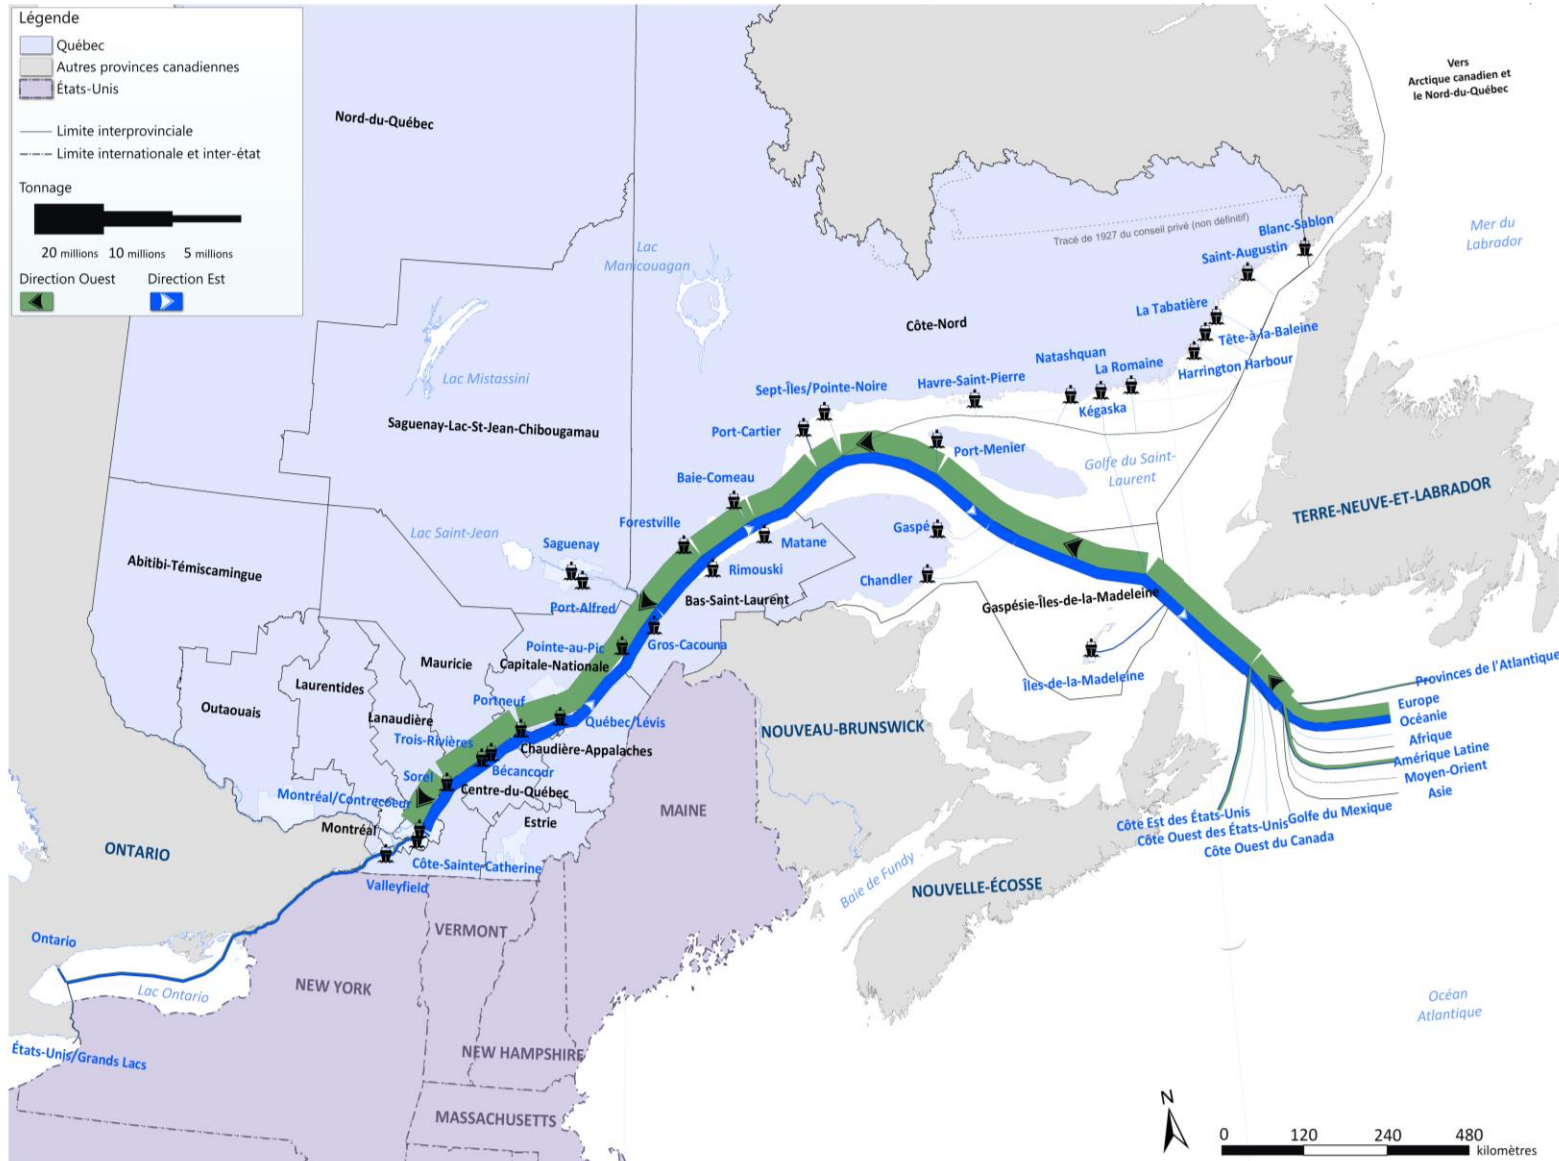 Légende
Québec
Autres provinces canadiennes
États-Unis
Limite interprovinciale
Limite internationale et inter-état
Tonnage
20 millions 10 millions 5 millions
Direction Ouest Direction Est
Vers
Arctique canadien et
le Nord-du-Québec
Nord-du-Québec
Tracé de 1927 du conseil privé (non définitif)
Blanc-Sablon
Mer du
Labrador
Saint-Augustin
Lac
Manicouagan
La Tabatière
Côte-Nord
Tête-à-la-Baleine
Natashquan
La Romaine
Harrington Harbour
Lac Mistassini
Havre-Saint-Pierre
Sept-Îles/Pointe-Noire
Kégaska
Saguenay-Lac-St-Jean-Chibougamau
Port-Cartier
Port-Menier
Golfe du Saint-
Laurent
Baie-Comeau
TERRE-NEUVE-ET-LABRADOR
Forestville
Gaspé
Lac Saint-Jean
Saguenay
Matane
Abitibi-Témiscamingue
Rimouski
Chandler
Port-Alfred
Bas-Saint-Laurent
Gaspésie-Îles-de-la-Madeleine
Pointe-au-Pic
Gros-Cacouna
Mauricie
Capitale-Nationale
Îles-de-la-Madeleine
Provinces de l'Atlantique
Laurentides
Portneuf
Europe
Outaouais
Lanaudière
Québec/Lévis
Océanie
NOUVEAU-BRUNSWICK
Trois-Rivières
Chaudière-Appalaches
Afrique
Amérique Latine
Sorel
Bécancour
Moyen-Orient
Centre-du-Québec
Asie
Montréal/Contrecoeur
MAINE
Montréal
Estrie
Côte Est des États-Unis
Golfe du Mexique
Côte Ouest des États-Unis
Côte Ouest du Canada
ONTARIO
Côte-Sainte-Catherine
Valleyfield
Baie de Fundy
NOUVELLE-ÉCOSSE
Ontario
VERMONT
Lac Ontario
NEW YORK
Océan
Atlantique
États-Unis/Grands Lacs
NEW HAMPSHIRE
MASSACHUSETTS
N
0 120 240 480
kilomètres